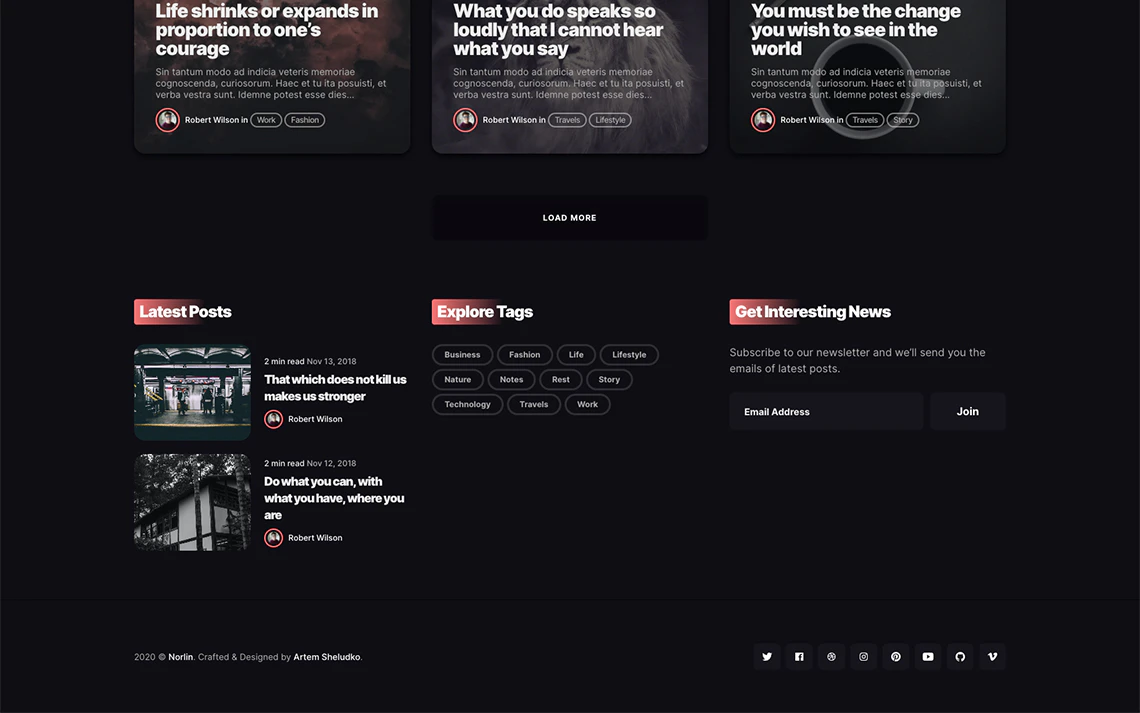 Life shrinks or expands in
proportion to one's
courage
Sin tantum modo ad indicia veteris memoriae
cognoscenda, curiosorum. Haec et tu ita posuisti, et
verba vestra sunt. Idemne potest esse dies...
Robert Wilson in Work Fashion
What you do speaks so
loudly that I cannot hear
what you say
Sin tantum modo ad indicia veteris memoriae
cognoscenda, curiosorum. Haec et tu ita posuisti, et
verba vestra sunt. Idemne potest esse dies...
Robert Wilson in Travels Lifestyle
You must be the change
you wish to see in the
world
Sin tantum modo ad indicia veteris memoriae
cognoscenda, curiosorum. Haec et tu ita posuisti, et
verba vestra sunt. Idemne potest esse dies...
Robert Wilson in Travels Story
LOAD MORE
Latest Posts
2 min read Nov 13, 2018
That which does not kill us
makes us stronger
Robert Wilson
2 min read Nov 12, 2018
Do what you can, with
what you have, where you
are
Robert Wilson
Explore Tags
Business Fashion Life Lifestyle
Nature Notes Rest Story
Technology Travels Work
Get Interesting News
Subscribe to our newsletter and we'll send you the
emails of latest posts.
Email Address Join
2020 © Norlin. Crafted & Designed by Artem Sheludko.